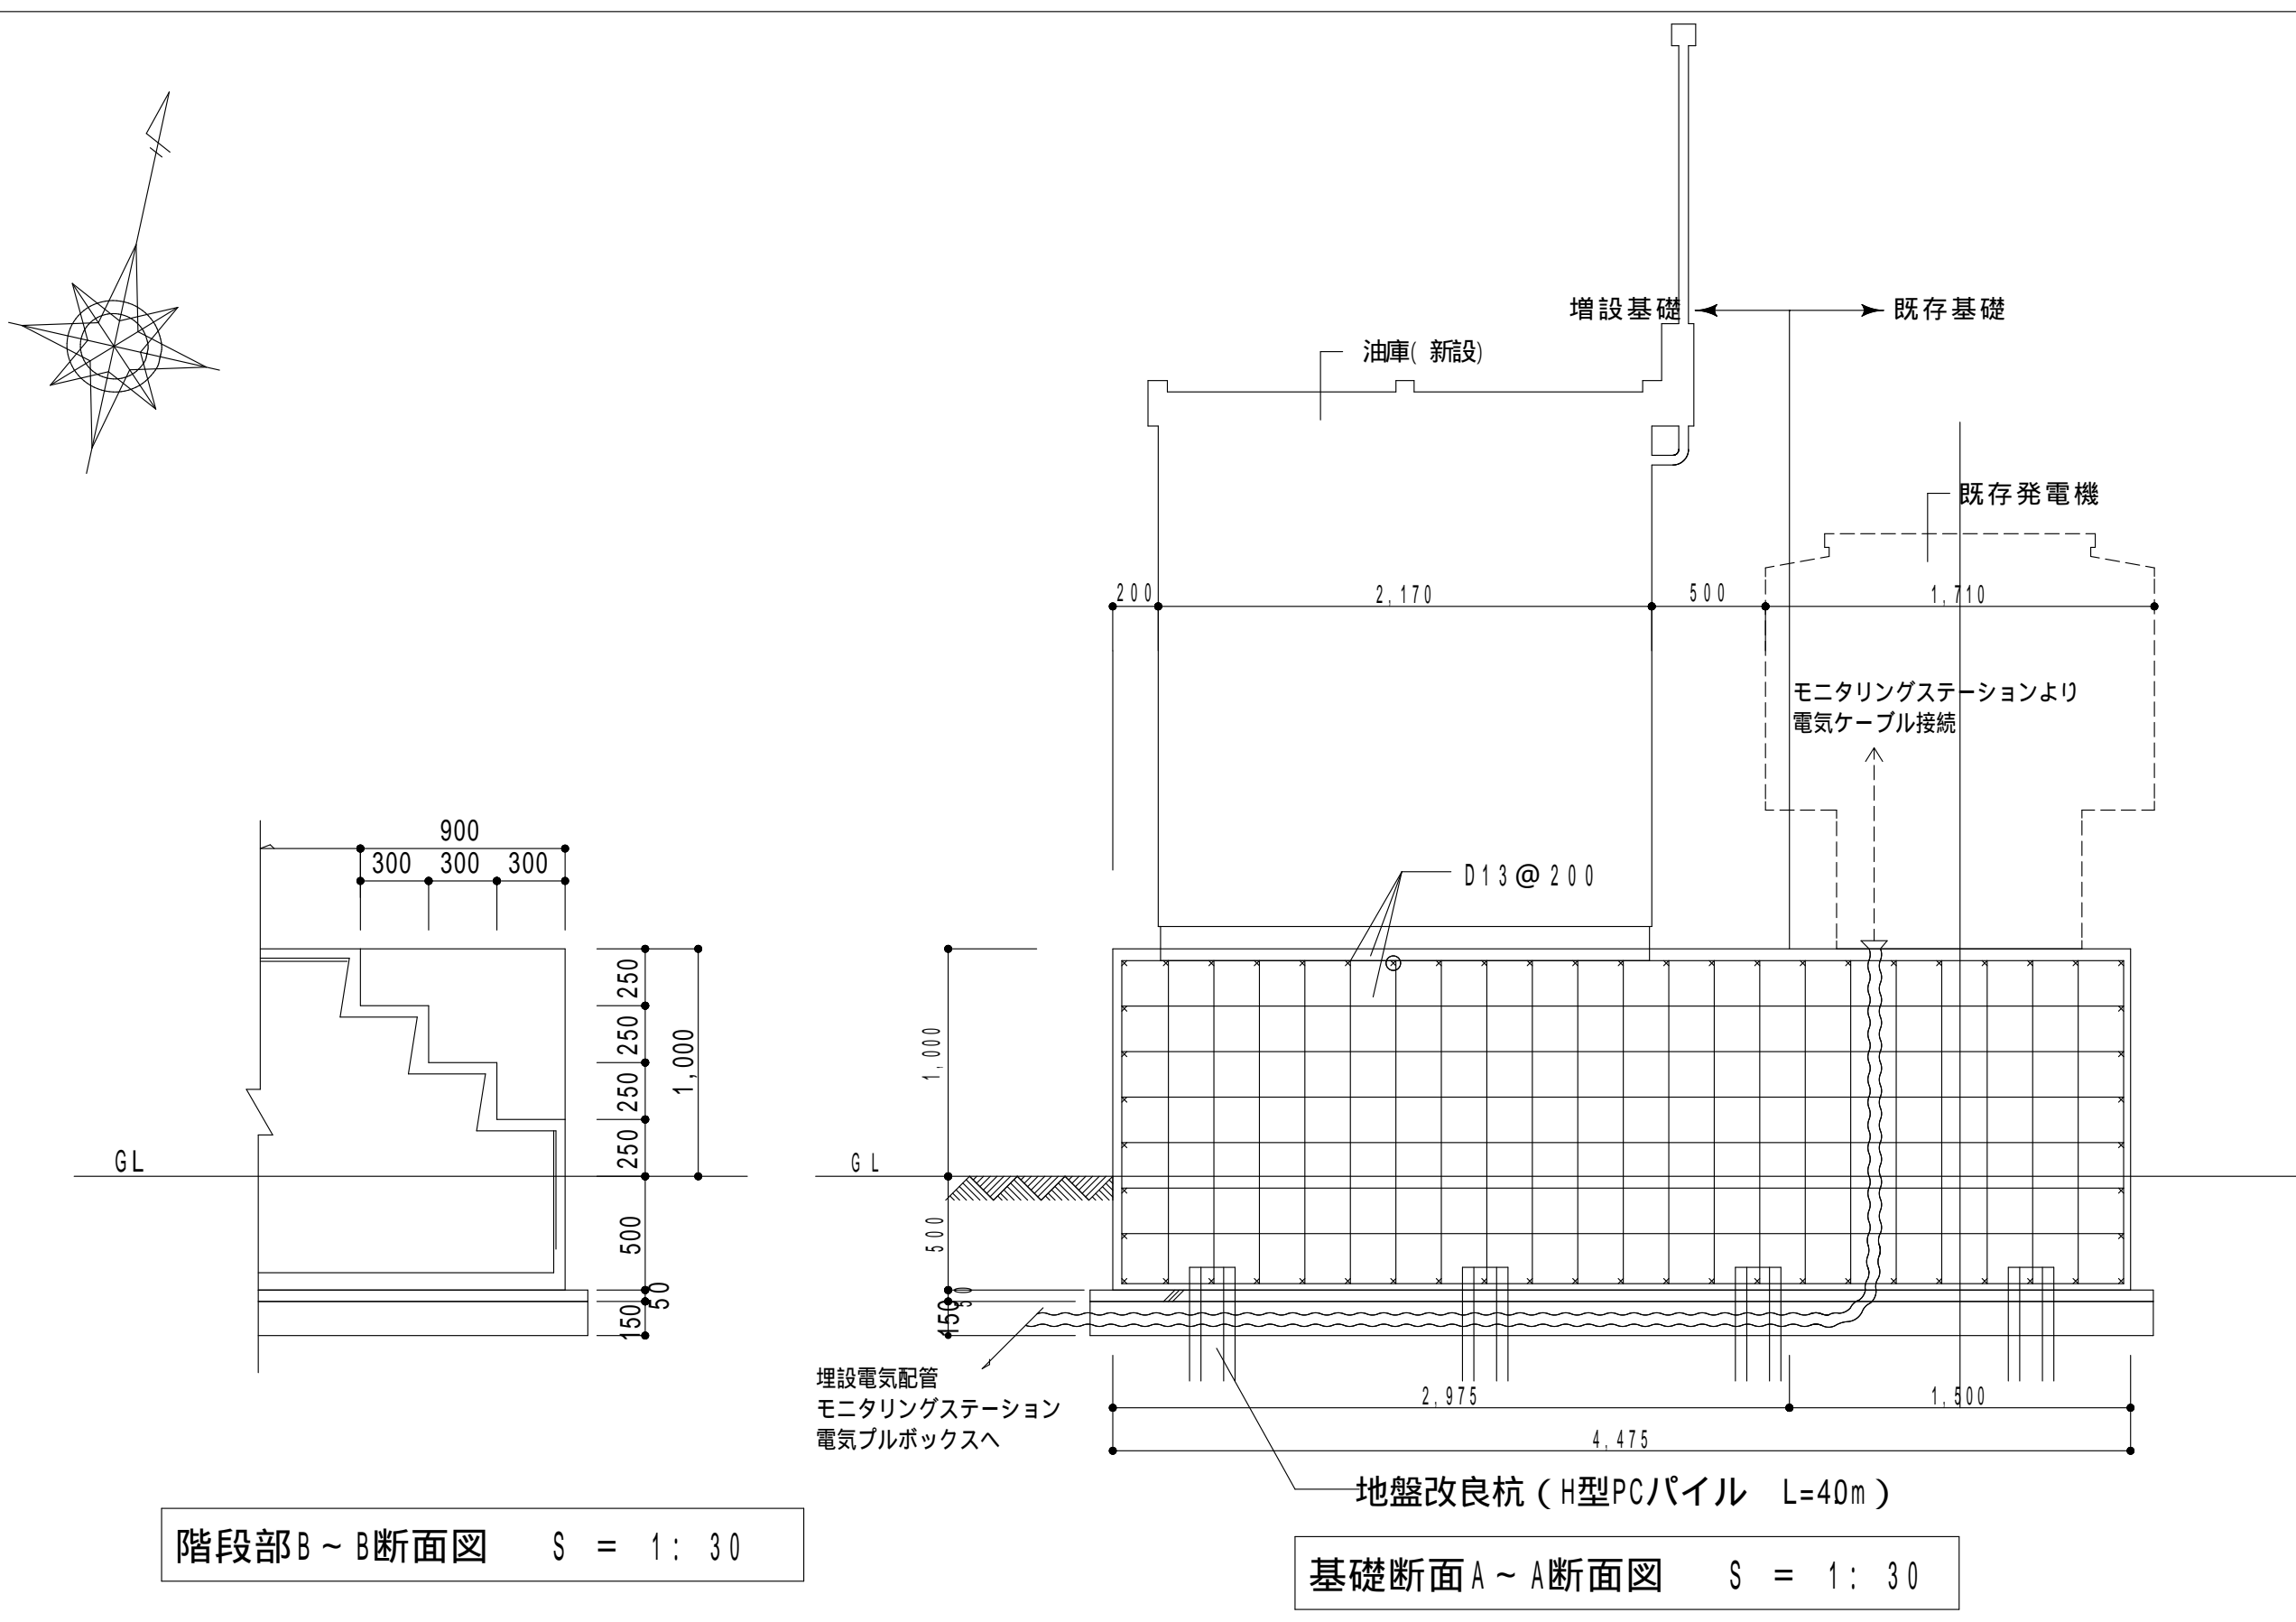 増設基礎
既存基礎
油庫( 新設)
既存発電機
200
2,170
500
1,710
モニタリングステーションより
電気ケーブル接続
900
300
300
300
D13@200
250
250
250
250
1,000
500
50
150
GL
1,000
GL
500
50
150
埋設電気配管
モニタリングステーション
電気プルボックスへ
2,975
1,500
4,475
地盤改良杭(H型PCパイル L=40m)
階段部B~B断面図 S = 1: 30
基礎断面A~A断面図 S = 1: 30